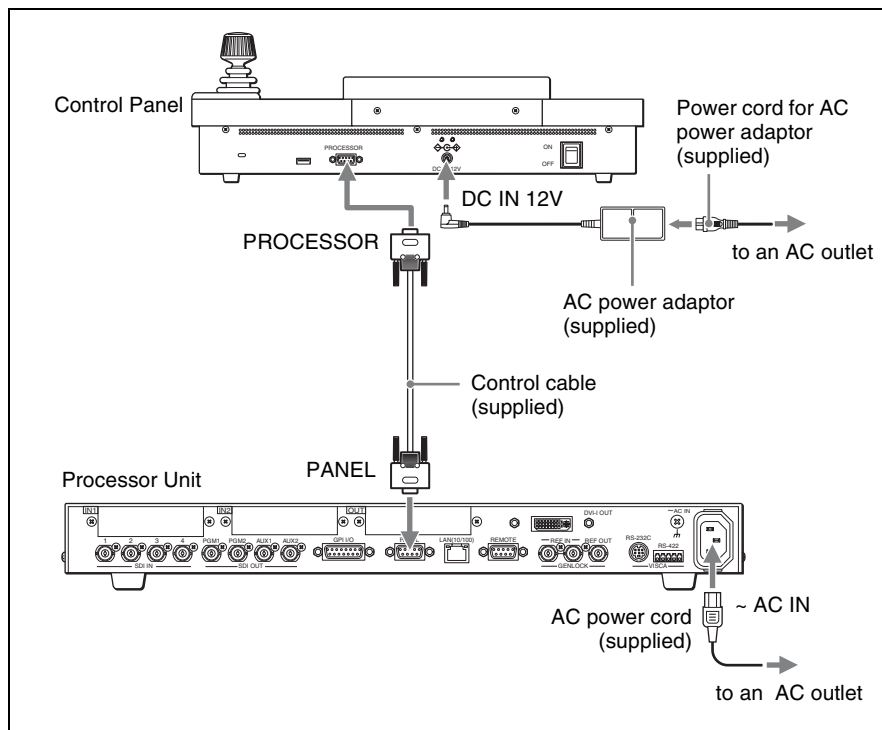 Control Panel
PROCESSOR
ON
OFF
Power cord for AC
power adaptor
(supplied)
DC IN 12V
to an AC outlet
PROCESSOR
AC power adaptor
(supplied)
Control cable
(supplied)
PANEL
Processor Unit
IN1
IN2
OUT
DVI-I OUT
~AC IN
1 2 3 4 PGM1 PGM2 AUX1 AUX2
GPI I/O
LAN(10/100)
REMOTE
REF IN REF OUT
RS-232C
RS-422
SDI IN
SDI OUT
GENLOCK
VISCA
~ AC IN
AC power cord
(supplied)
to an AC outlet